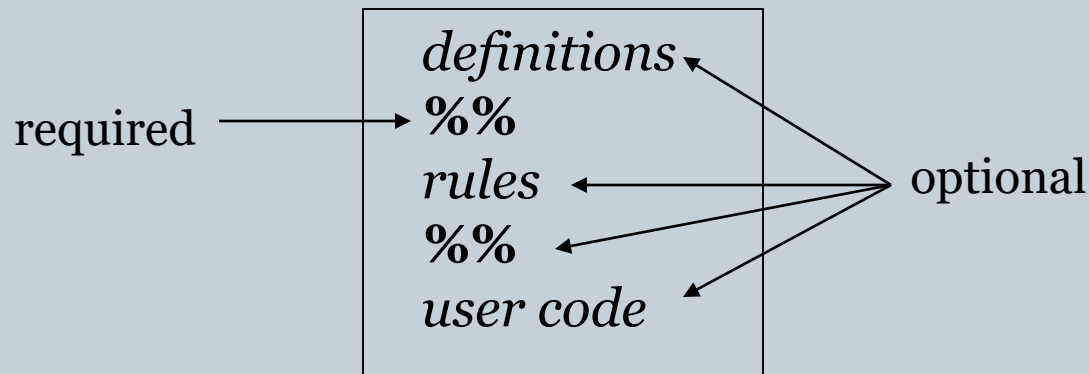 definitions
%%
required
rules
optional
%%
user code